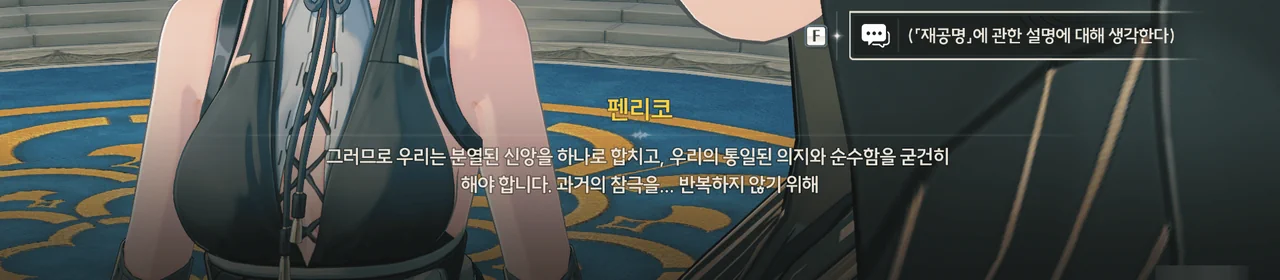 F
(「재공명」에 관한 설명에 대해 생각한다)
펜리코
그러므로 우리는 분열된 신앙을 하나로 합치고, 우리의 통일된 의지와 순수함을 굳건히
해야 합니다. 과거의 참극을... 반복하지 않기 위해